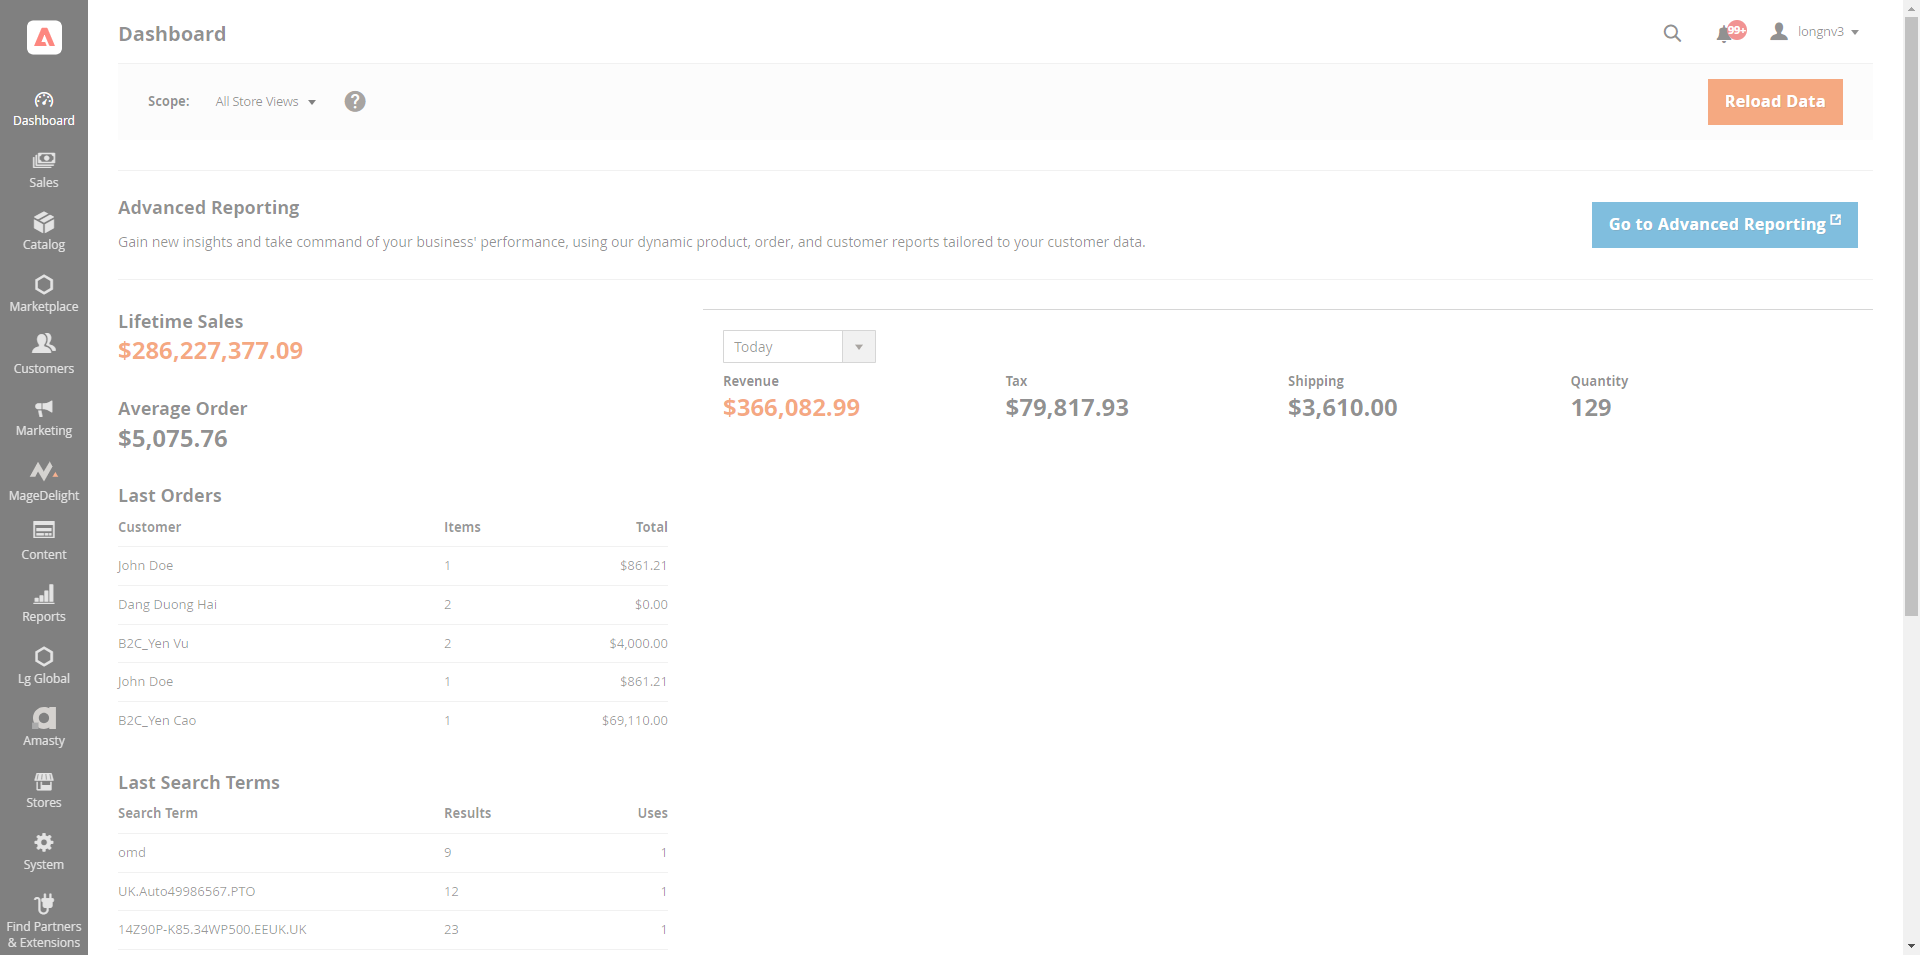 Dashboard
99+
longnv3
Scope:
All Store Views
?
Reload Data
Advanced Reporting
Gain new insights and take command of your business' performance, using our dynamic product, order, and customer reports tailored to your customer data.
Go to Advanced Reporting
Lifetime Sales
$286,227,377.09
Average Order
$5,075.76
Today
Revenue Tax Shipping Quantity
$366,082.99 $79,817.93 $3,610.00 129
Last Orders
Customer Items Total
John Doe 1 $861.21
Dang Duong Hai 2 $0.00
B2C_Yen Vu 2 $4,000.00
John Doe 1 $861.21
B2C_Yen Cao 1 $69,110.00
Last Search Terms
Search Term Results Uses
omd 9 1
UK.Auto49986567.PTO 12 1
14Z90P-K85.34WP500.EEUK.UK 23 1
Dashboard
Sales
Catalog
Marketplace
Customers
Marketing
MageDelight
Content
Reports
Lg Global
Amasty
Stores
System
Find Partners
& Extensions